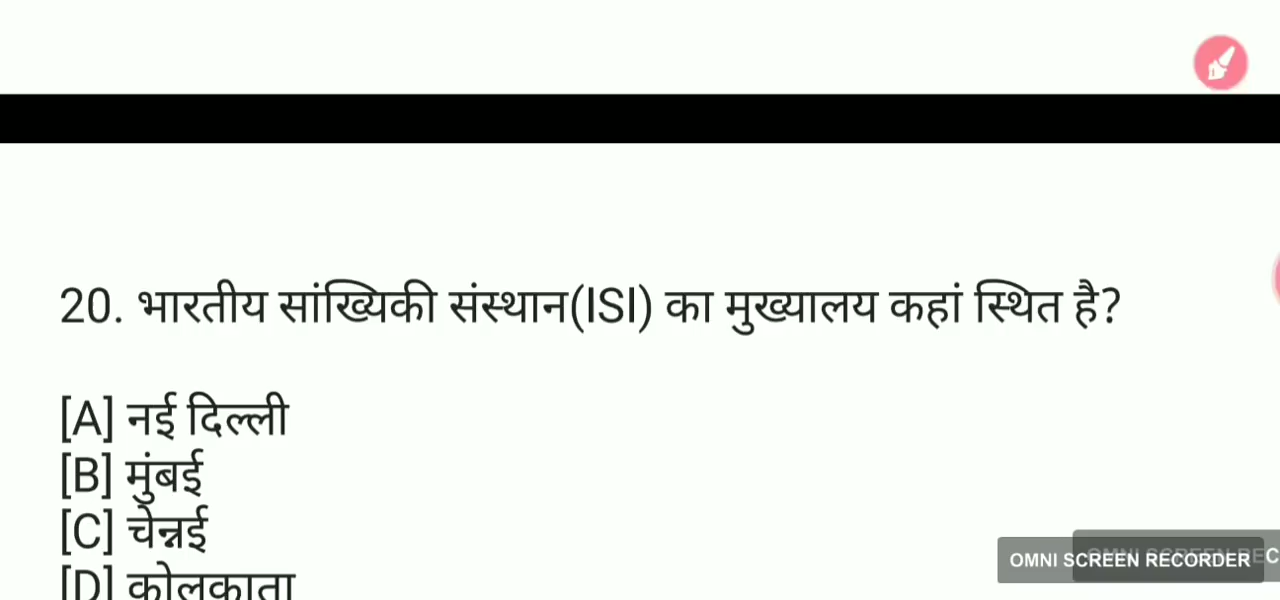 20. भारतीय सांख्यिकी संस्थान(ISI) का मुख्यालय कहां स्थित है?
[A] नई दिल्ली
[B] मुंबई
[C] चेन्नई
[D] कोलकाता
OMNI SCREEN RECORDER